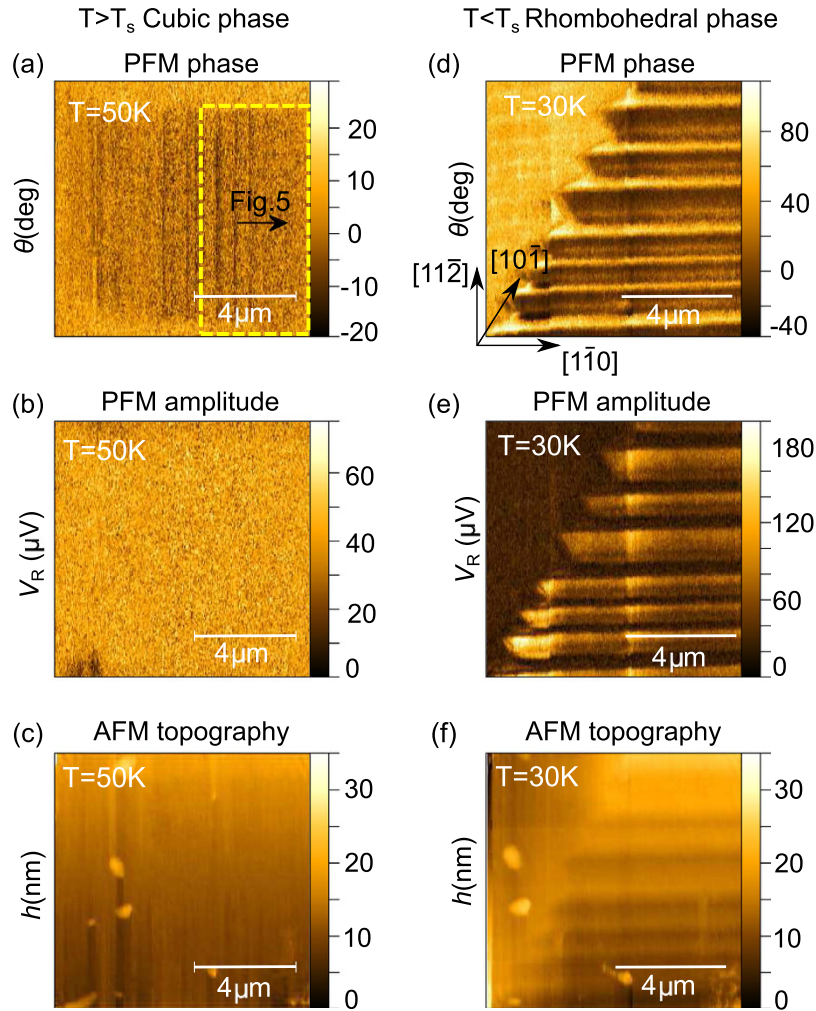 T>Ts Cubic phase
(a)
PFM phase
T=50K
Fig.5
4µm
θ(deg)
20
10
0
-10
-20
(b)
PFM amplitude
T=50K
4µm
VR (µV)
60
40
20
0
(c)
AFM topography
T=50K
4µm
h(nm)
30
20
10
0
T<Ts Rhombohedral phase
(d)
PFM phase
T=30K
θ(deg)
[112̄]
[101̄]
[11̄0]
4µm
80
40
0
-40
(e)
PFM amplitude
T=30K
4µm
VR (µV)
180
120
60
0
(f)
AFM topography
T=30K
4µm
h(nm)
30
20
10
0